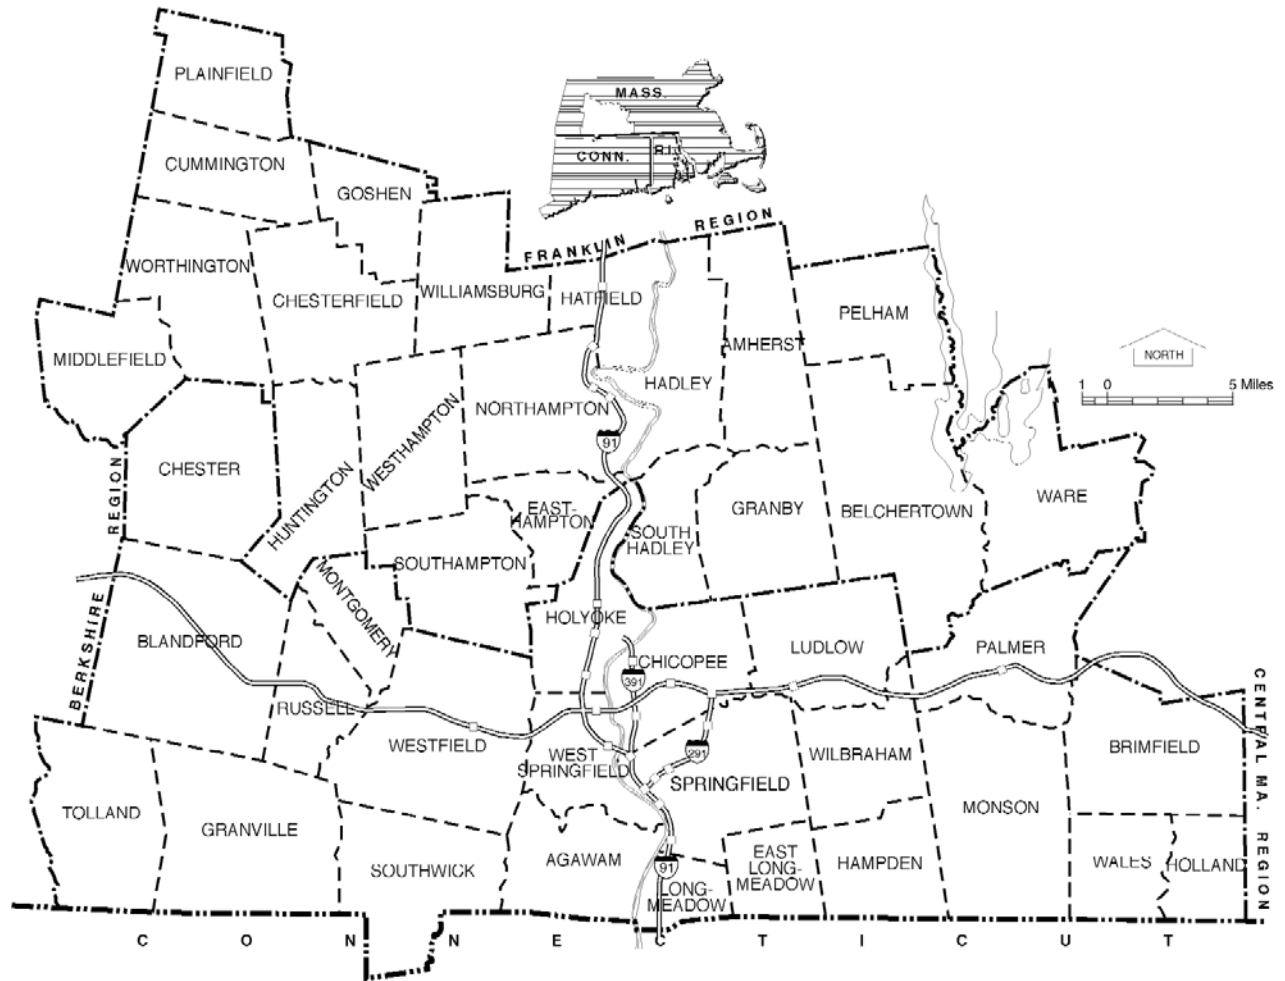 PLAINFIELD
MASS.
CONN.
R.I.
CUMMINGTON
GOSHEN
FRANKLIN REGION
WORTHINGTON
CHESTERFIELD
WILLIAMSBURG
HATFIELD
PELHAM
MIDDLEFIELD
AMHERST
NORTH
HADLEY
1 0 5 Miles
NORTHAMPTON
WESTHAMPTON
91
CHESTER
HUNTINGTON
EAST-
HAMPTON
SOUTH
HADLEY
GRANBY
BELCHERTOWN
WARE
SOUTHAMPTON
MONTGOMERY
BERKSHIRE REGION
BLANDFORD
HOLYOKE
CHICOPEE
LUDLOW
PALMER
391
RUSSELL
WESTFIELD
WEST
SPRINGFIELD
291
SPRINGFIELD
WILBRAHAM
BRIMFIELD
CENTRAL MA. REGION
TOLLAND
GRANVILLE
MONSON
SOUTHWICK
AGAWAM
91
LONG-
MEADOW
EAST
LONG-
MEADOW
HAMPDEN
WALES
HOLLAND
CONNECTICUT